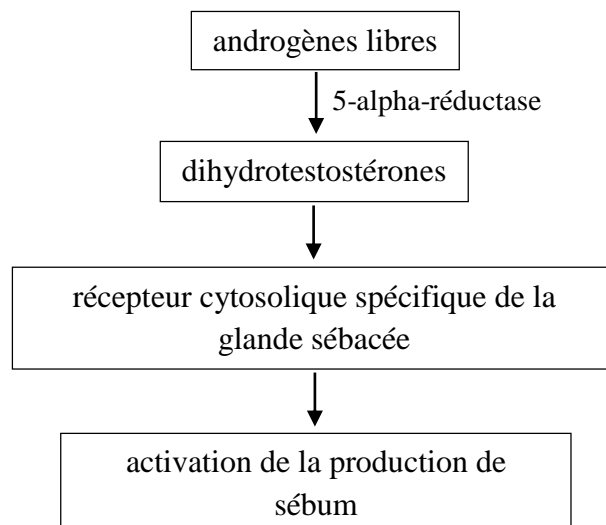 androgènes libres
5-alpha-réductase
dihydrotestostérones
récepteur cytosolique spécifique de la
glande sébacée
activation de la production de
sébum